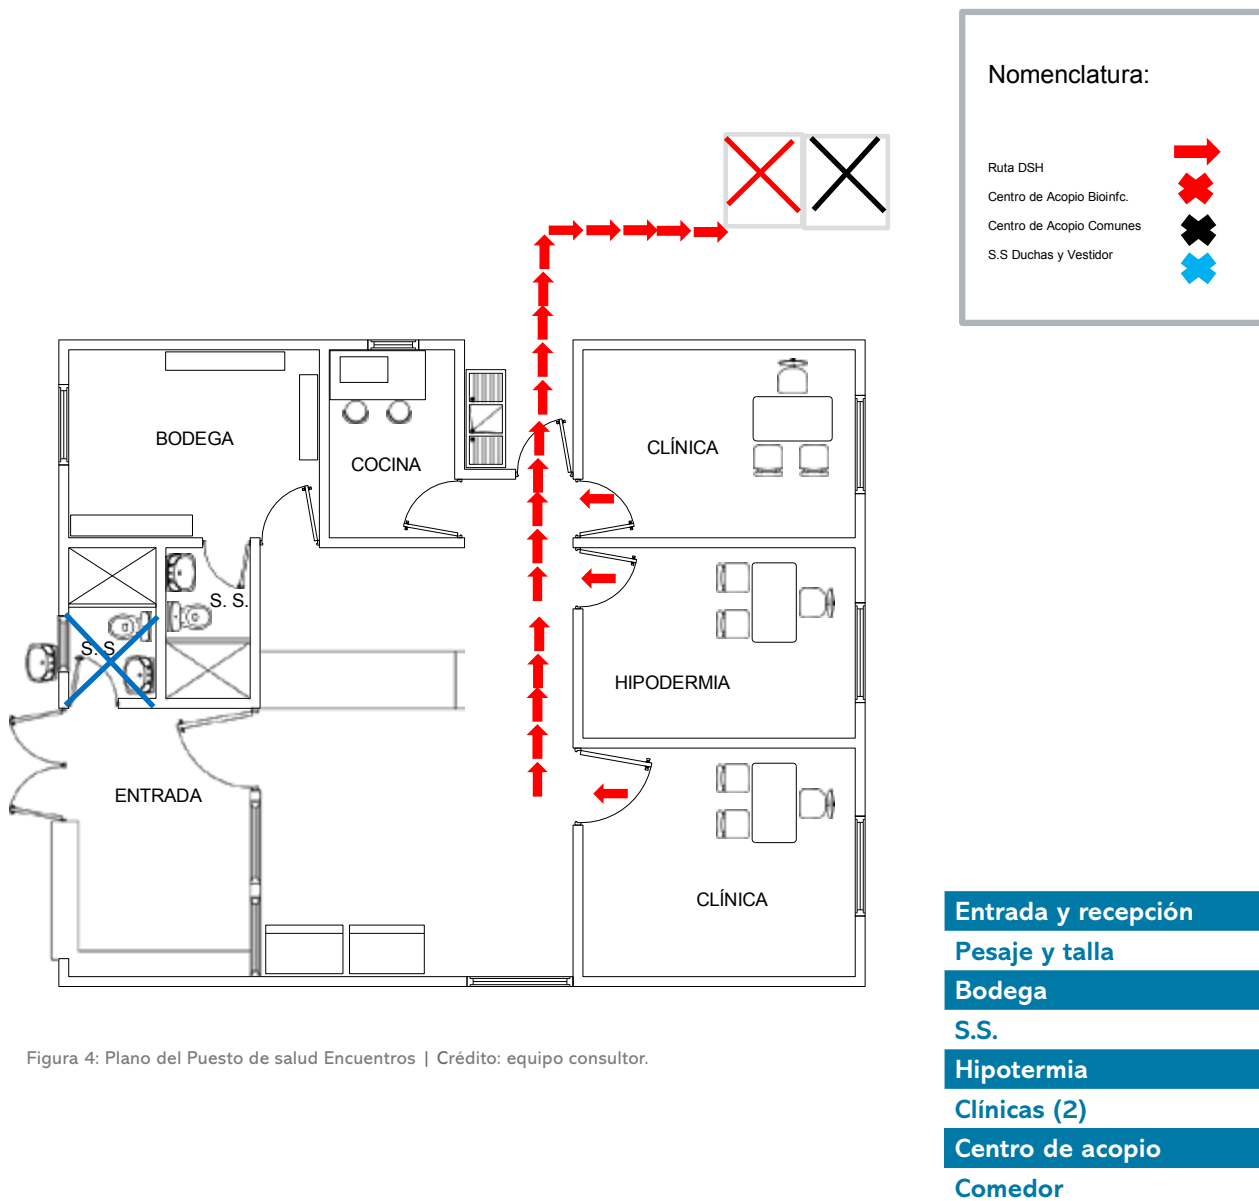 Nomenclatura:
Ruta DSH
Centro de Acopio Bioinfc.
Centro de Acopio Comunes
S.S Duchas y Vestidor
BODEGA
COCINA
CLÍNICA
S. S.
S. S
HIPODERMIA
ENTRADA
CLÍNICA
Entrada y recepción
Pesaje y talla
Bodega
S.S.
Hipotermia
Clínicas (2)
Centro de acopio
Comedor
Figura 4: Plano del Puesto de salud Encuentros | Crédito: equipo consultor.